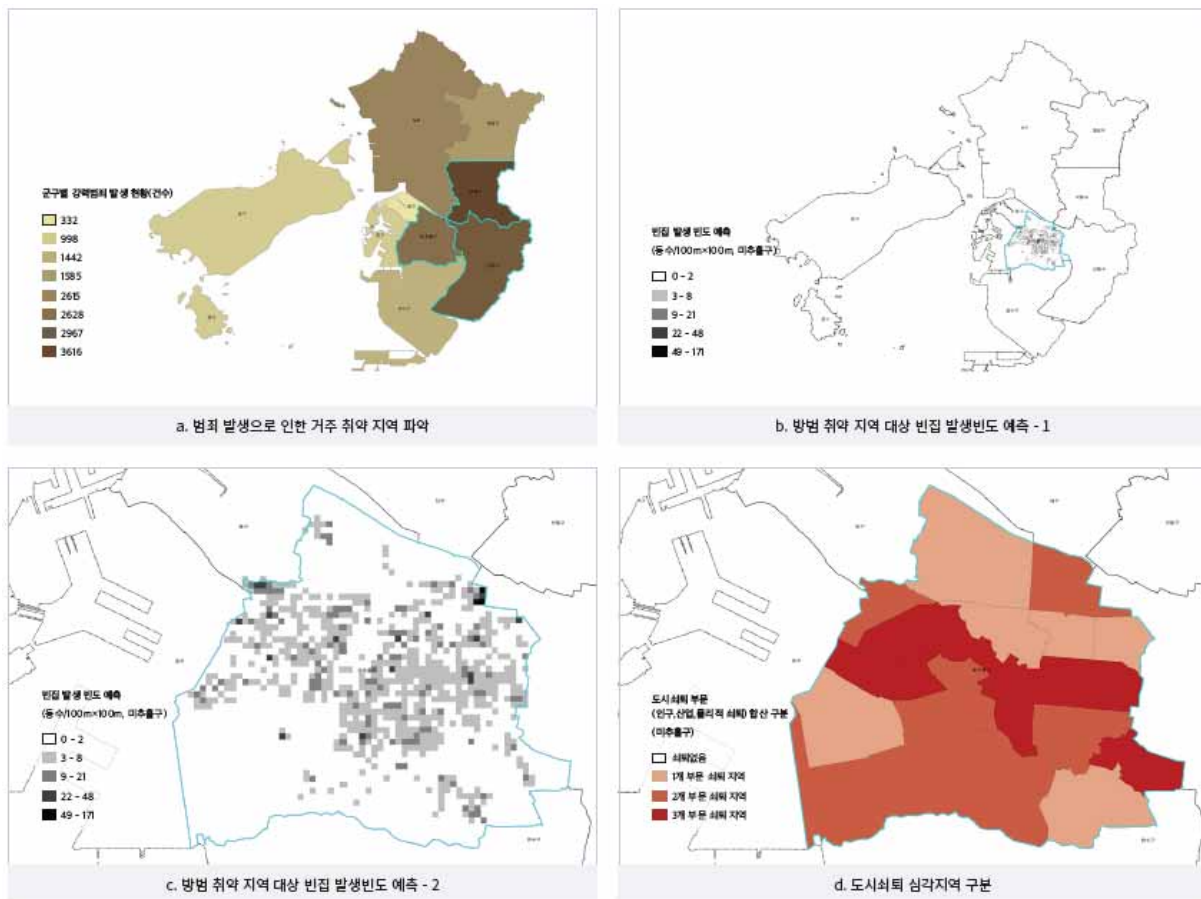 군구별 강력범죄 발생 현황(건수)
332
998
1442
1585
2615
2628
2967
3616
a. 범죄 발생으로 인한 거주 취약 지역 파악
빈집 발생 빈도 예측
(동수/100m×100m, 미추홀구)
0 - 2
3 - 8
9 - 21
22 - 48
49 - 171
b. 방범 취약 지역 대상 빈집 발생빈도 예측 - 1
빈집 발생 빈도 예측
(동수/100m×100m, 미추홀구)
0 - 2
3 - 8
9 - 21
22 - 48
49 - 171
c. 방범 취약 지역 대상 빈집 발생빈도 예측 - 2
도시쇠퇴 부문
(인구,산업,물리적 쇠퇴) 합산 구분
(미추홀구)
쇠퇴없음
1개 부문 쇠퇴 지역
2개 부문 쇠퇴 지역
3개 부문 쇠퇴 지역
d. 도시쇠퇴 심각지역 구분